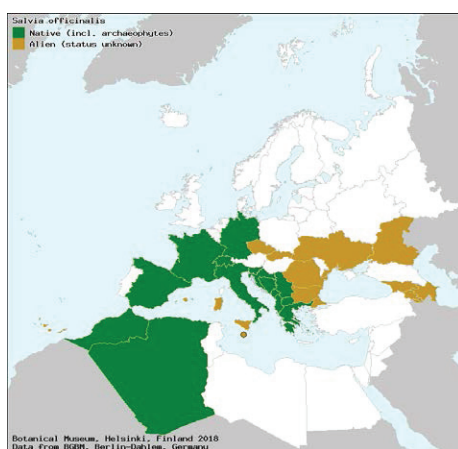 Salvia officinalis
Native (incl. archaeophytes)
Alien (status unknown)
Botanical Museum, Helsinki, Finland 2018
Data from BGBM, Berlin-Dahlem, Germany